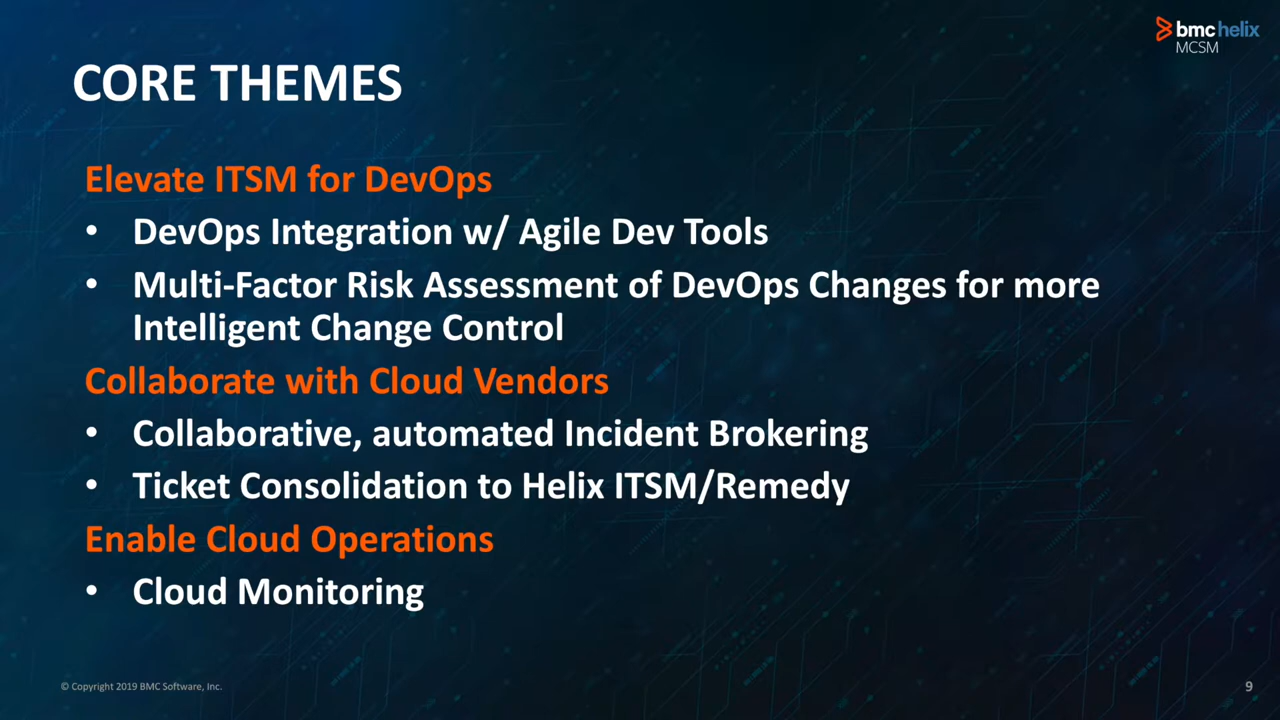 bmchelix
MCSM
CORE THEMES
Elevate ITSM for DevOps
• DevOps Integration w/ Agile Dev Tools
• Multi-Factor Risk Assessment of DevOps Changes for more
Intelligent Change Control
Collaborate with Cloud Vendors
• Collaborative, automated Incident Brokering
• Ticket Consolidation to Helix ITSM/Remedy
Enable Cloud Operations
• Cloud Monitoring
© Copyright 2019 BMC Software, Inc.
9